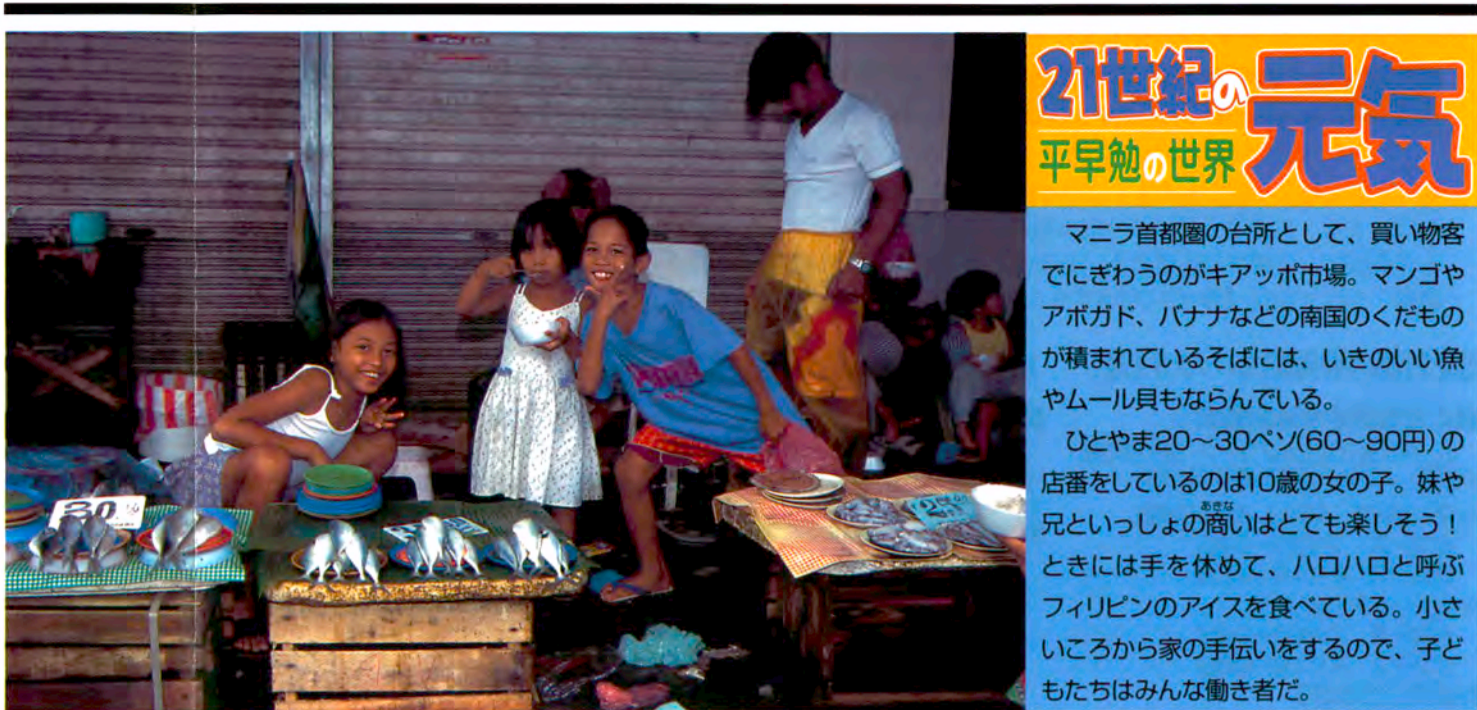 21世紀の元気
平早勉の世界
マニラ首都圏の台所として、買い物客
でにぎわうのがキアッポ市場。マンゴや
アボガド、バナナなどの南国のくだもの
が積まれているそばには、いきのいい魚
やムール貝もならんでいる。
ひとやま20〜30ペソ(60〜90円)の
店番をしているのは10歳の女の子。妹や
あきな
兄といっしょの商いはとても楽しそう！
ときには手を休めて、ハロハロと呼ぶ
フィリピンのアイスを食べている。小さ
いころから家の手伝いをするので、子ど
もたちはみんな働き者だ。
30